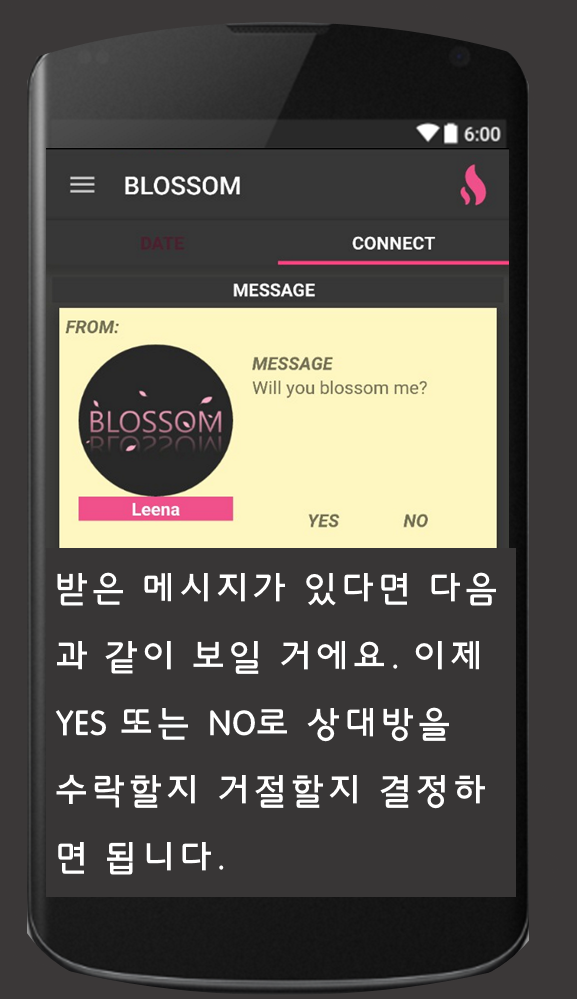 6:00
BLOSSOM
DATE CONNECT
MESSAGE
FROM:
MESSAGE
Will you blossom me?
BLOSSOM
Leena
YES NO
받은 메시지가 있다면 다음
과 같이 보일 거에요. 이제
YES 또는 NO로 상대방을
수락할지 거절할지 결정하
면 됩니다.